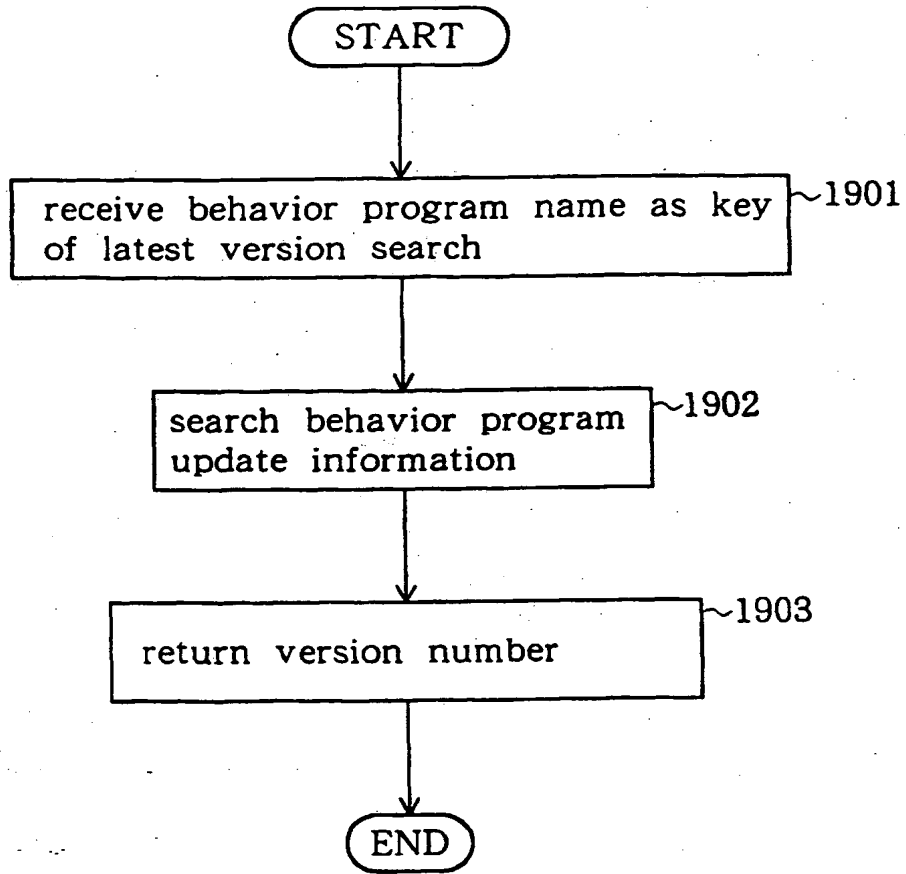 START
receive behavior program name as key
of latest version search
1901
search behavior program
update information
1902
return version number
1903
END